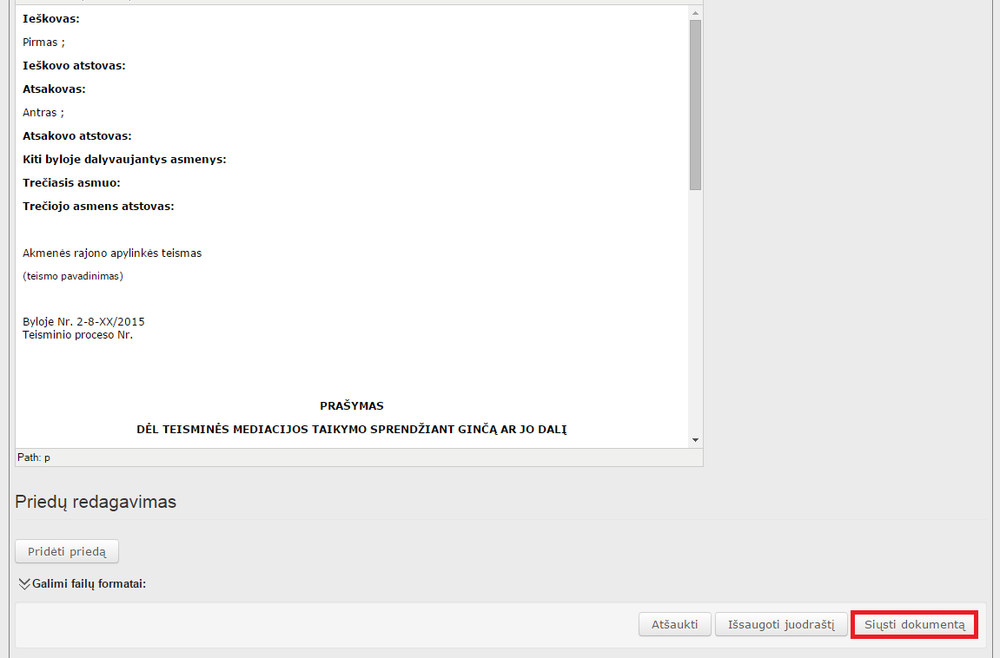 Ieškovas:
Pirmas ;
Ieškovo atstovas:
Atsakovas:
Antras ;
Atsakovo atstovas:
Kiti byloje dalyvaujantys asmenys:
Trečiasis asmuo:
Trečiojo asmens atstovas:
Akmenės rajono apylinkės teismas
(teismo pavadinimas)
Byloje Nr. 2-8-XX/2015
Teisminio proceso Nr.
PRAŠYMAS
DĖL TEISMINĖS MEDIACIJOS TAIKYMO SPRENDŽIANT GINČĄ AR JO DALĮ
Path: p
Priedų redagavimas
Pridėti priedą
Galimi failų formatai:
Atšaukti Išsaugoti juodraštį Siųsti dokumentą